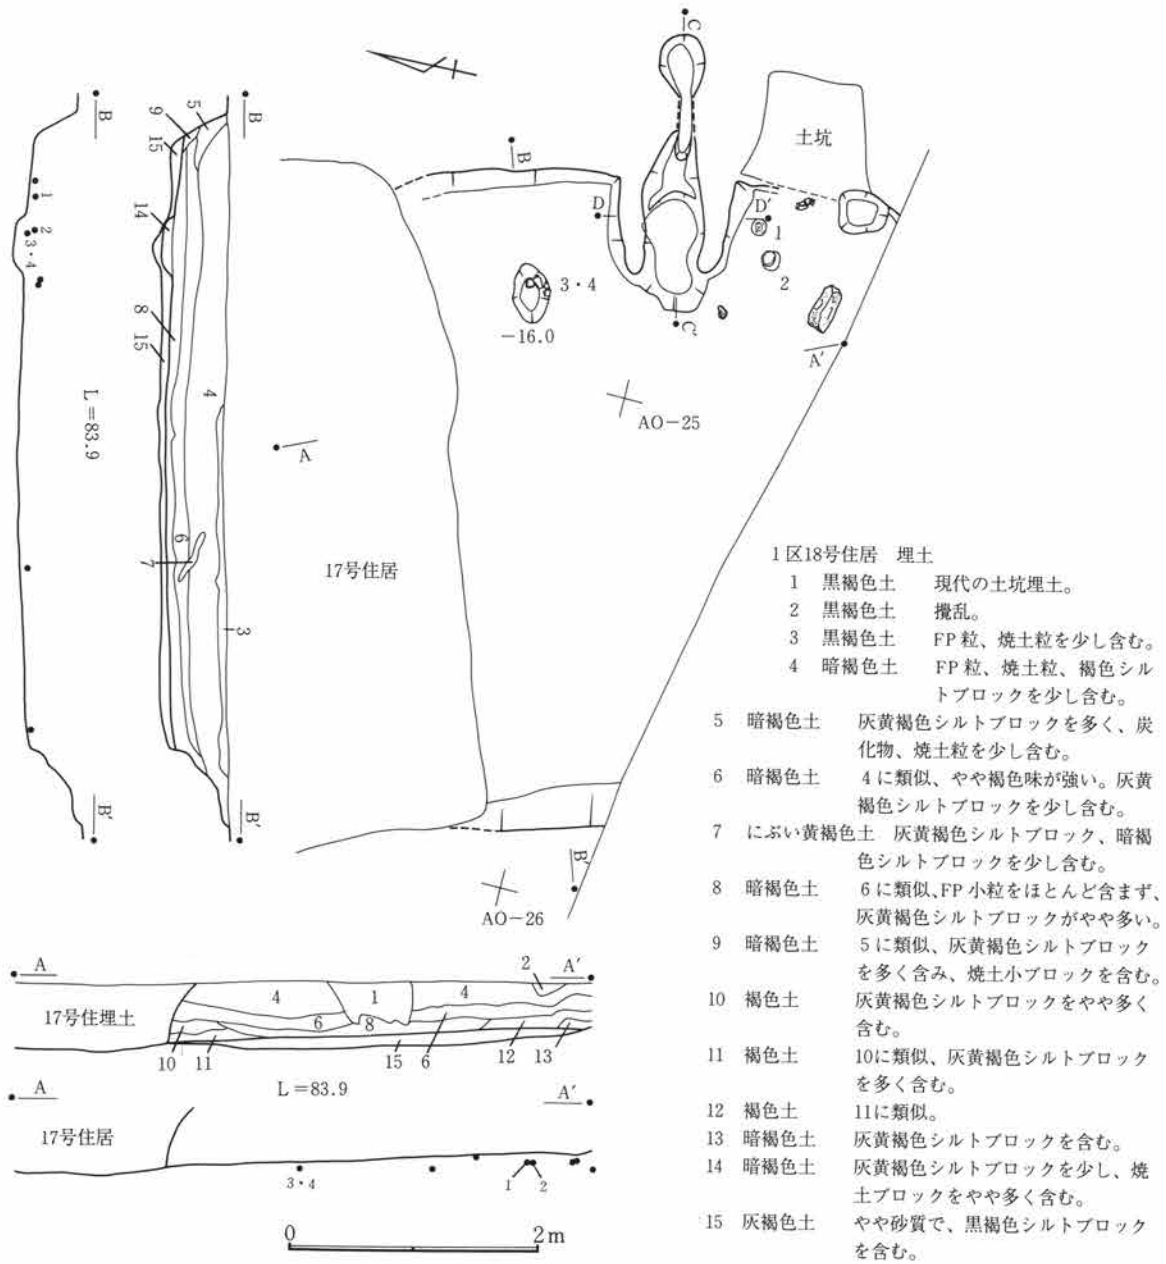 C
B
B
5
9
15
土坑
B
D
D′
1
1
2
3・4
14
3・4
2
−16.0
C′
8
15
A′
4
L＝83.9
AO−25
A
6
7
17号住居
3
B′
B′
B′
AO−26
1区18号住居 埋土
1 黒褐色土 現代の土坑埋土。
2 黒褐色土 攪乱。
3 黒褐色土 FP粒、焼土粒を少し含む。
4 暗褐色土 FP粒、焼土粒、褐色シル
トブロックを少し含む。
5 暗褐色土 灰黄褐色シルトブロックを多く、炭
化物、焼土粒を少し含む。
6 暗褐色土 4に類似、やや褐色味が強い。灰黄
褐色シルトブロックを少し含む。
7 にぶい黄褐色土 灰黄褐色シルトブロック、暗褐
色シルトブロックを少し含む。
8 暗褐色土 6に類似、FP小粒をほとんど含まず、
灰黄褐色シルトブロックがやや多い。
9 暗褐色土 5に類似、灰黄褐色シルトブロック
を多く含み、焼土小ブロックを含む。
10 褐色土 灰黄褐色シルトブロックをやや多く
含む。
11 褐色土 10に類似、灰黄褐色シルトブロック
を多く含む。
12 褐色土 11に類似。
13 暗褐色土 灰黄褐色シルトブロックを含む。
14 暗褐色土 灰黄褐色シルトブロックを少し、焼
土ブロックをやや多く含む。
15 灰褐色土 やや砂質で、黒褐色シルトブロック
を含む。
A
2
A′
4
1
4
17号住埋土
6
8
10
11
15
6
12
13
L＝83.9
A
A′
17号住居
3・4
1
2
0
2m